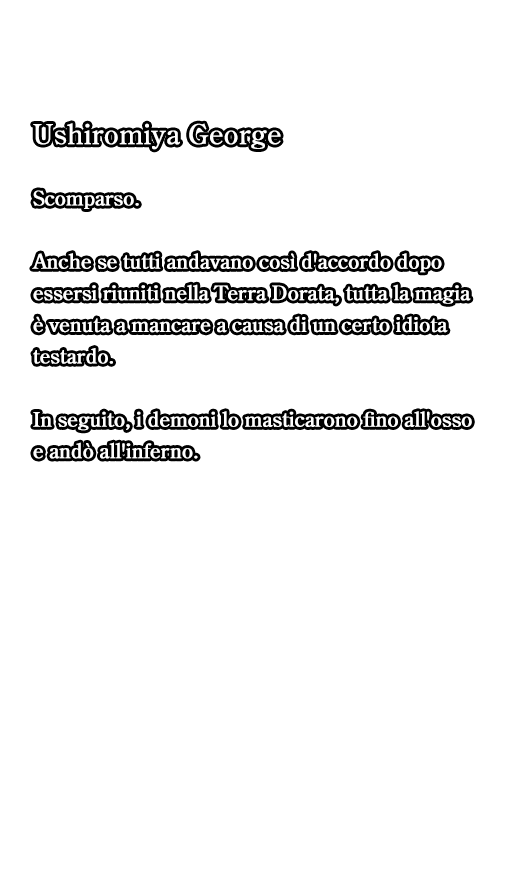 Ushiromiya George
Scomparso.
Anche se tutti andavano così d'accordo dopo
essersi riuniti nella Terra Dorata, tutta la magia
è venuta a mancare a causa di un certo idiota
testardo.
In seguito, i demoni lo masticarono fino all'osso
e andò all'inferno.